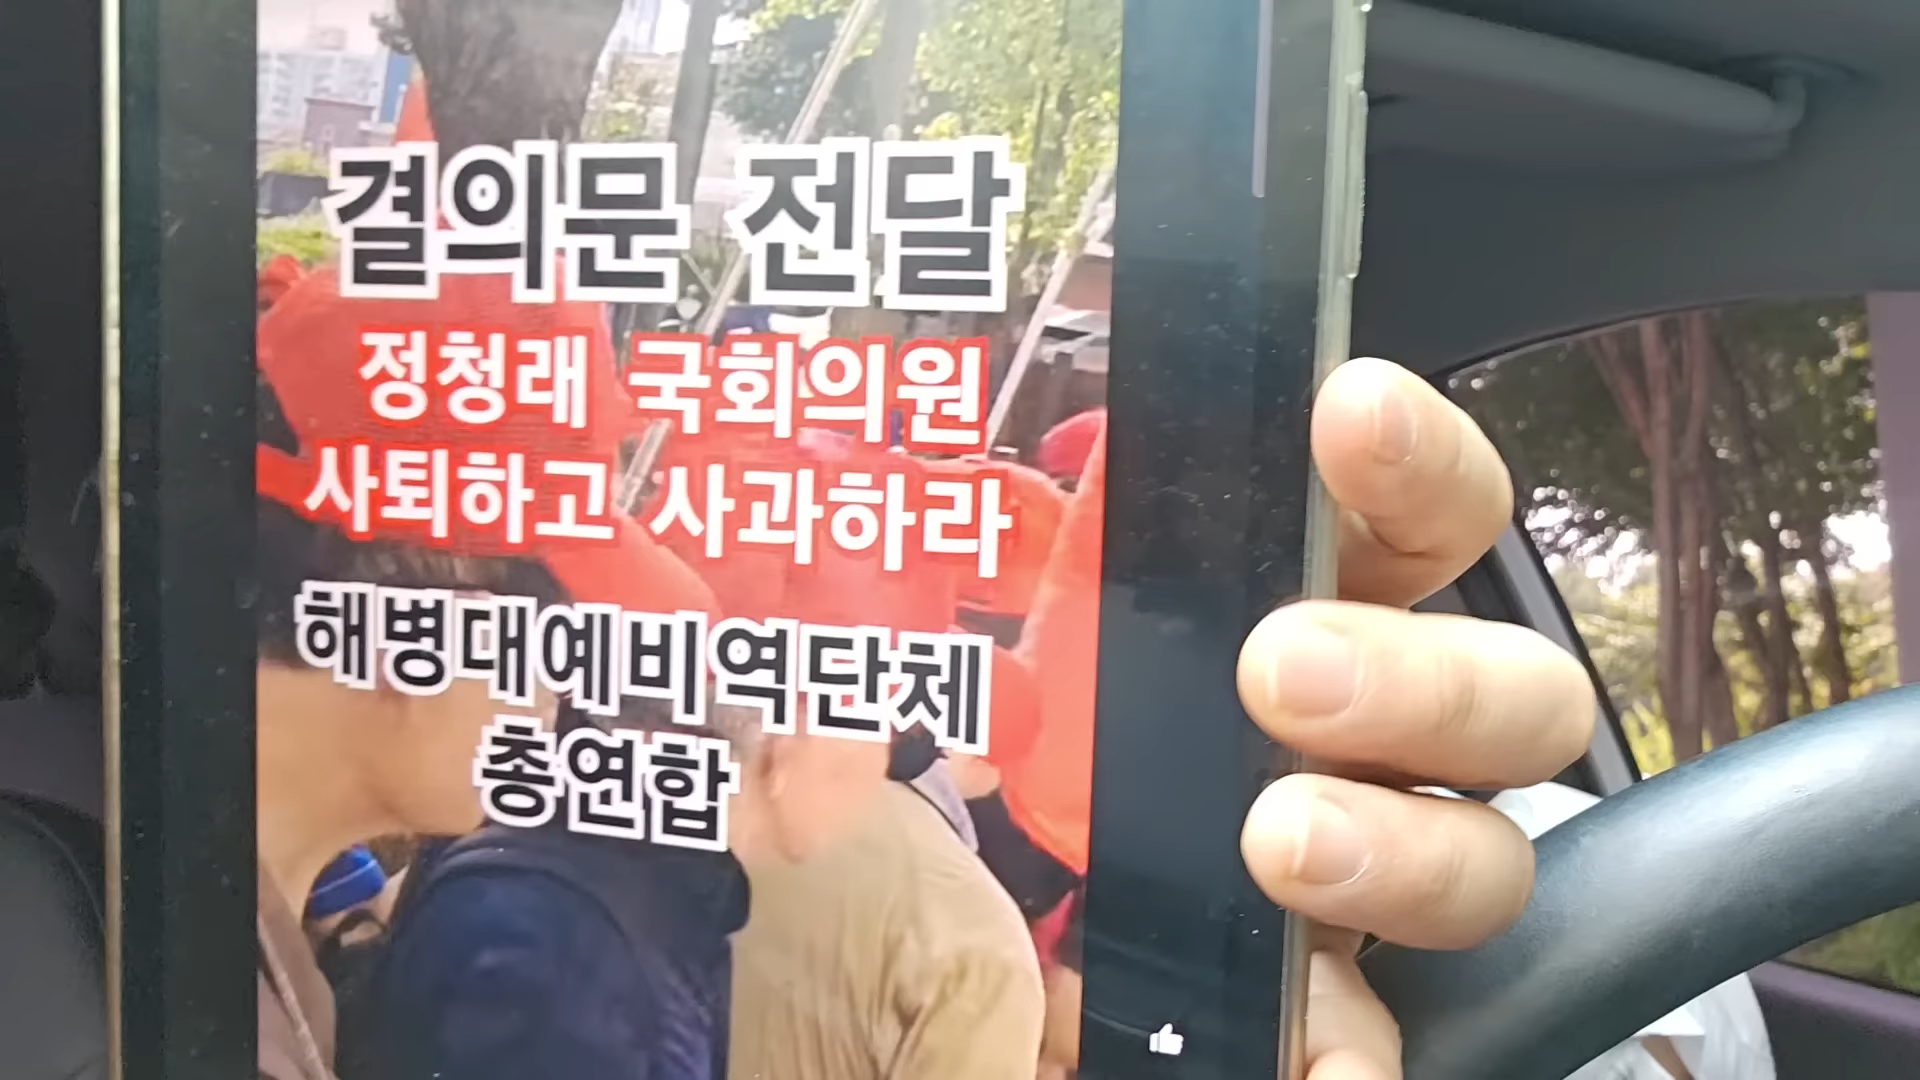 결의문 전달
정청래 국회의원
사퇴하고 사과하라
해병대예비역단체
총연합